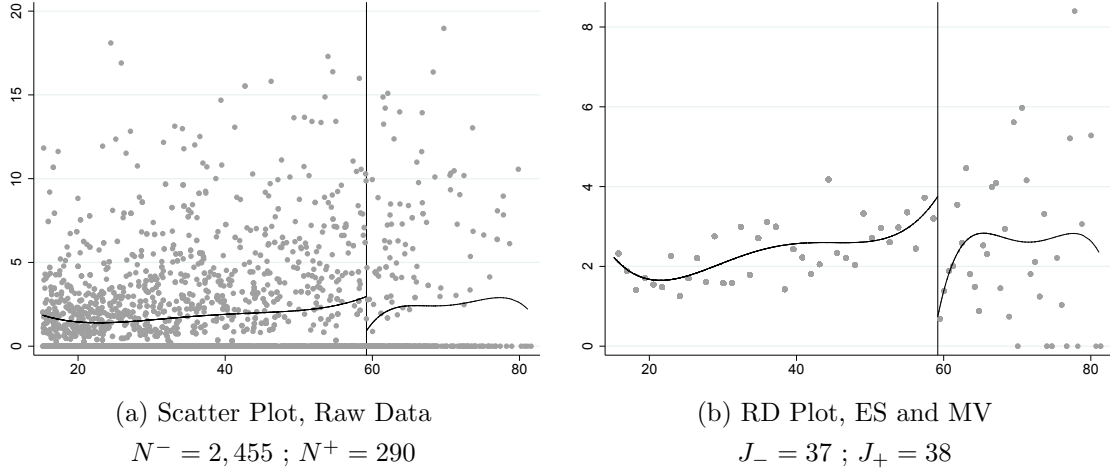 20
15
10
5
0
20 40 60 80
8
6
4
2
0
20 40 60 80
(a) Scatter Plot, Raw Data
N⁻ = 2, 455 ; N⁺ = 290
(b) RD Plot, ES and MV
J₋ = 37 ; J₊ = 38